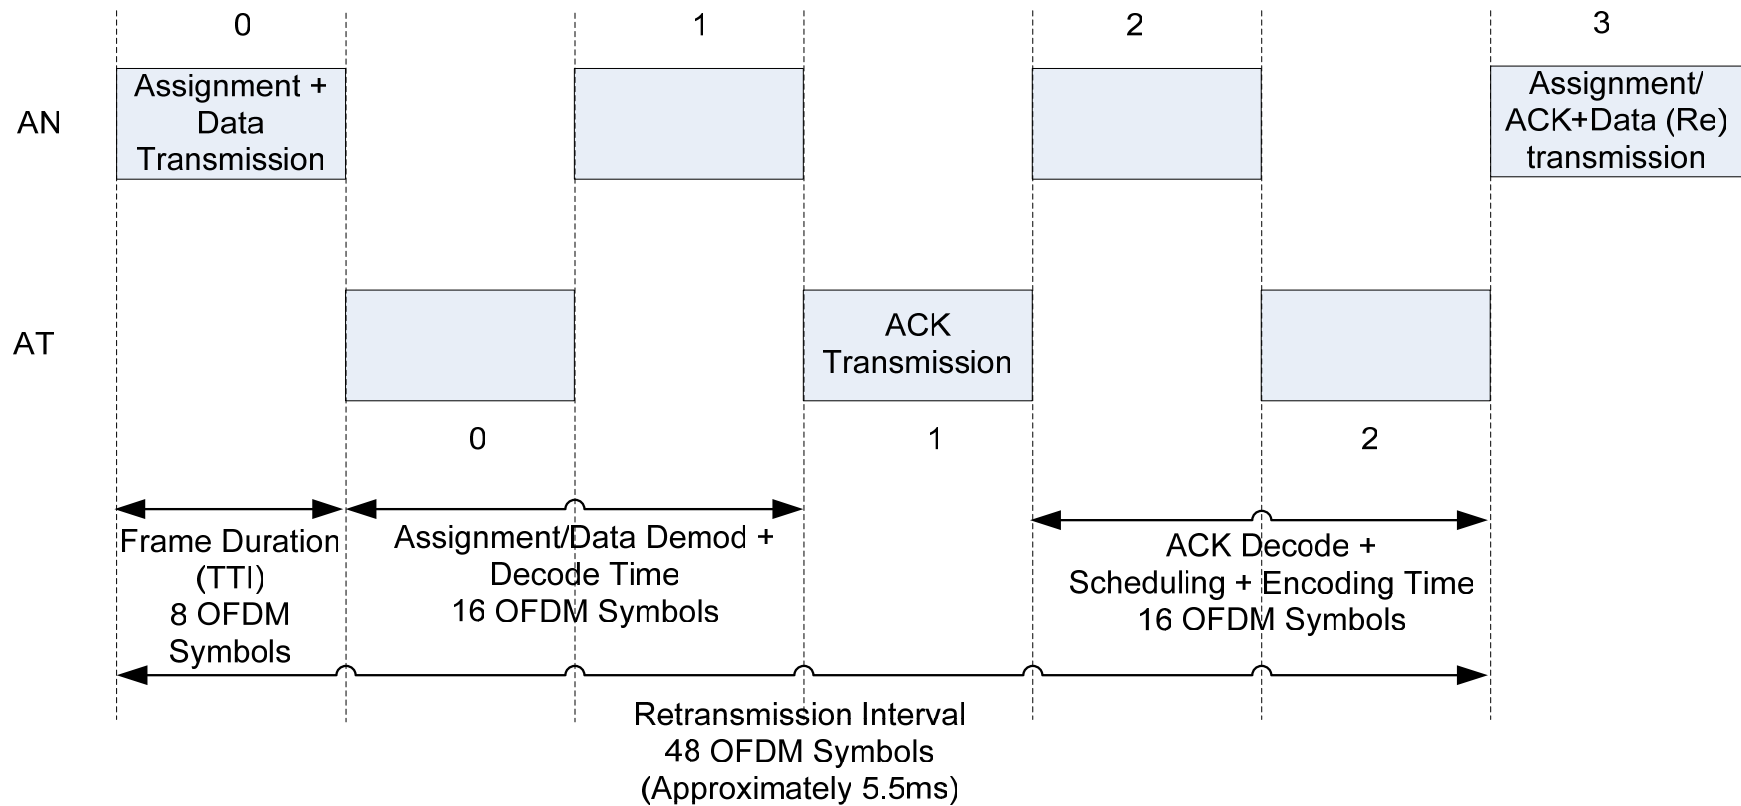 0
1
2
3
AN
Assignment +
Data
Transmission
Assignment/
ACK+Data (Re)
transmission
AT
ACK
Transmission
0
1
2
Frame Duration
(TTI)
8 OFDM
Symbols
Assignment/Data Demod +
Decode Time
16 OFDM Symbols
ACK Decode +
Scheduling + Encoding Time
16 OFDM Symbols
Retransmission Interval
48 OFDM Symbols
(Approximately 5.5ms)